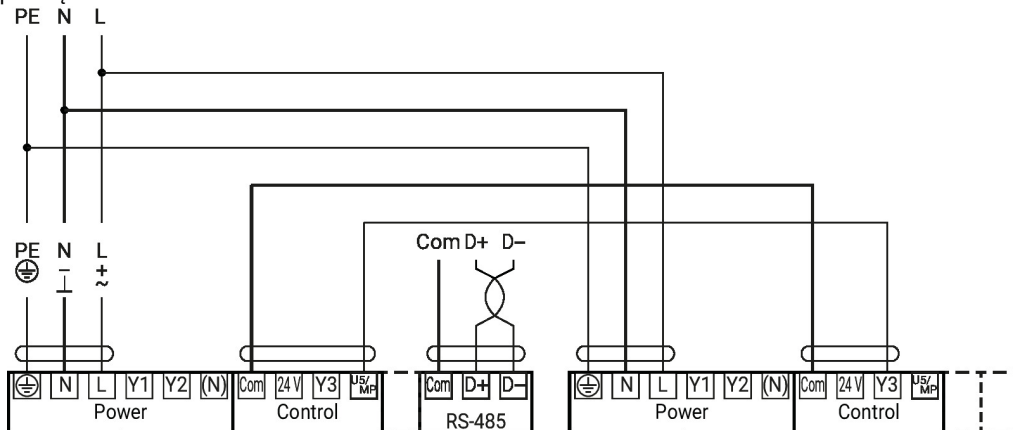 PE N L
Com D+ D–
PE N L
– +
⊥ ~
N L Y1 Y2 (N) Com 24 V Y3 U5/MP Com D+ D– N L Y1 Y2 (N) Com 24 V Y3 U5/MP
Power Control RS-485 Power Control